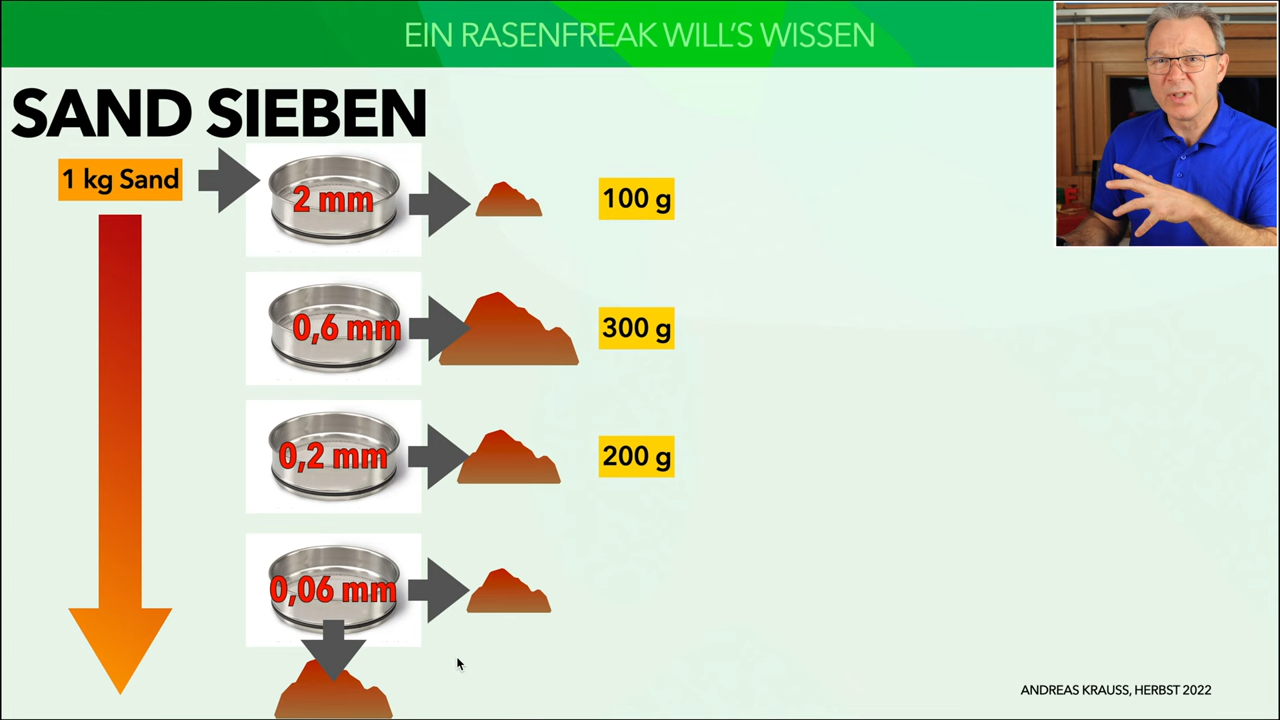 EIN RASENFREAK WILL'S WISSEN
SAND SIEBEN
1 kg Sand
2 mm
100 g
0,6 mm
300 g
0,2 mm
200 g
0,06 mm
ANDREAS KRAUSS, HERBST 2022